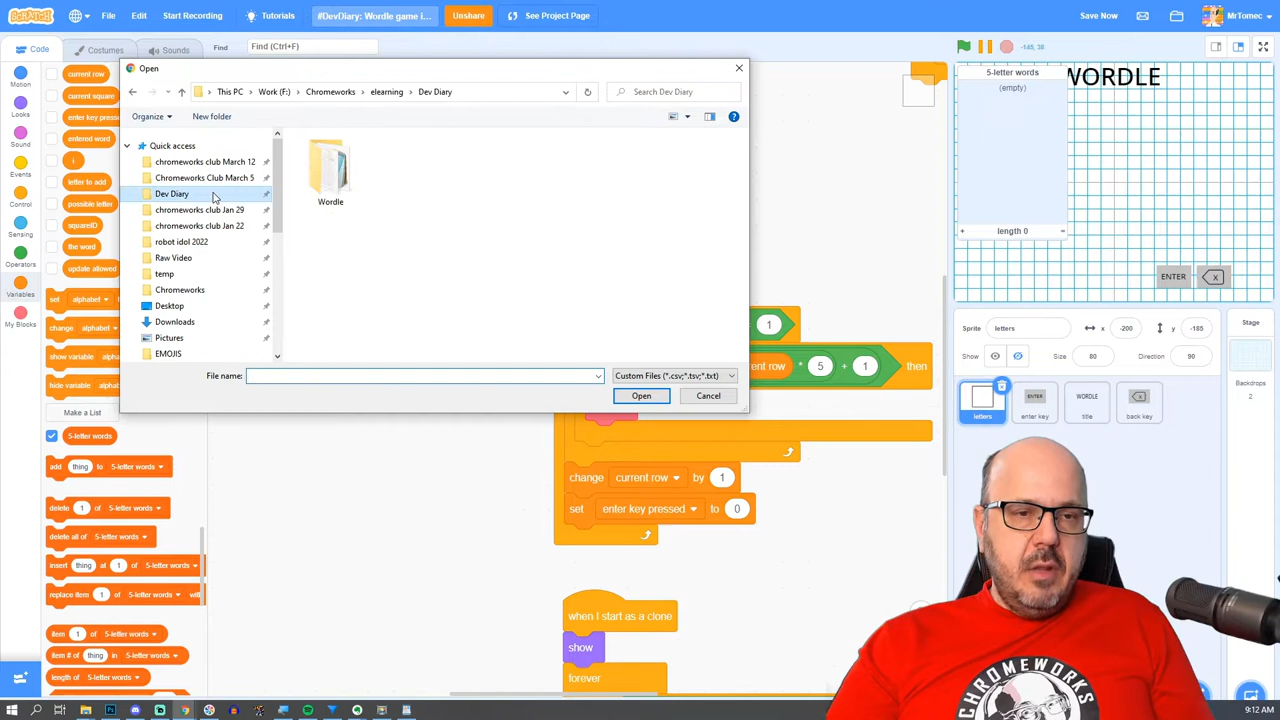 SCRATCH File Edit Start Recording Tutorials #DevDiary: Wordle game i... Unshare See Project Page Save Now MrTomec
Code Costumes Sounds Find Find (Ctrl+F) -145, 38
Motion
Looks
Sound
Events
Control
Sensing
Operators
Variables
My Blocks
current row
current square
enter key presse
entered word
i
letter to add
possible letter
squareID
the word
update allowed
set alphabet
change alphabet
show variable alpha
hide variable alphab
Make a List
5-letter words
add thing to 5-letter words
delete 1 of 5-letter words
delete all of 5-letter words
insert thing at 1 of 5-letter words
replace item 1 of 5-letter words wit
item 1 of 5-letter words
item # of thing in 5-letter words
length of 5-letter words
Open
This PC Work (F:) Chromeworks elearning Dev Diary Search Dev Diary
Organize New folder
Quick access
chromeworks club March 12
Chromeworks Club March 5
Dev Diary
chromeworks club Jan 29
chromeworks club Jan 22
robot idol 2022
Raw Video
temp
Chromeworks
Desktop
Downloads
Pictures
EMOJIS
Wordle
File name: Custom Files (*.csv;*.tsv;*.txt)
Open Cancel
1
ent row * 5 + 1 then
change current row by 1
set enter key pressed to 0
when I start as a clone
show
forever
5-letter words
(empty)
+ length 0 =
WORDLE
ENTER X
Sprite letters x -200 y -185
Show Size 80 Direction 90
Stage
Backdrops
2
letters
ENTER
enter key
WORDLE
title
X
back key
CHROMEWORKS
9:12 AM